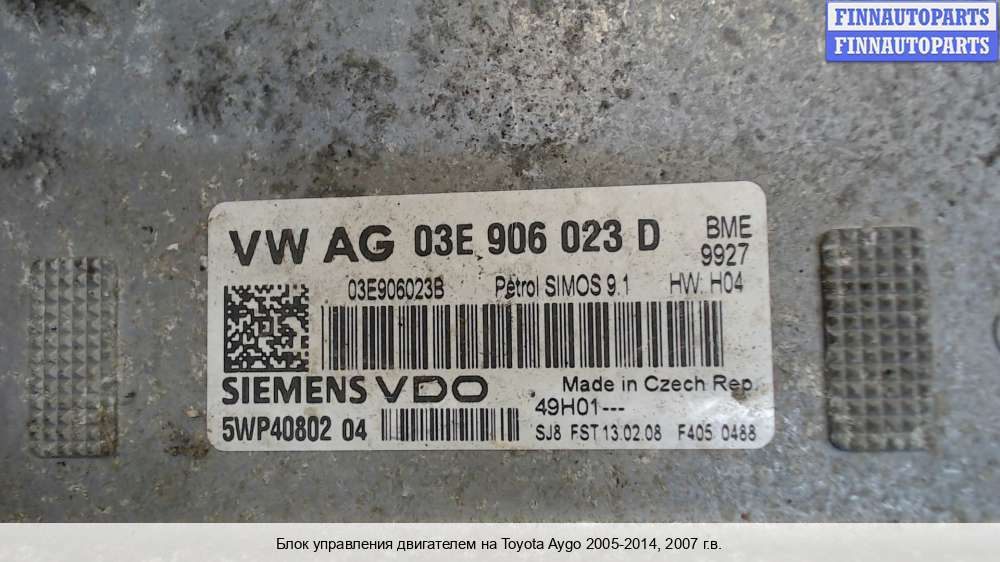 FINNAUTOPARTS
FINNAUTOPARTS
VW AG 03E 906 023 D BME
9927
03E906023B Petrol SIMOS 9.1 HW: H04
SIEMENS VDO Made in Czech Rep.
49H01---
5WP40802 04 SJ8 FST 13.02.08 F405 0488
Блок управления двигателем на Toyota Aygo 2005-2014, 2007 г.в.